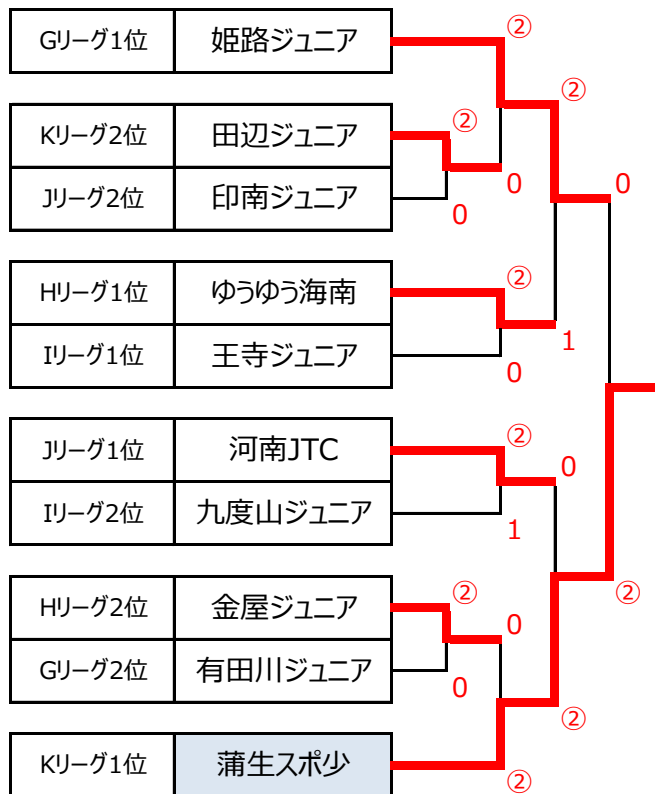 Gリーグ1位 姫路ジュニア ②
②
Kリーグ2位 田辺ジュニア ②
0 0
Jリーグ2位 印南ジュニア 0
Hリーグ1位 ゆうゆう海南 ②
1
Iリーグ1位 王寺ジュニア 0
Jリーグ1位 河南JTC ②
0
Iリーグ2位 九度山ジュニア 1
Hリーグ2位 金屋ジュニア ② ②
0
Gリーグ2位 有田川ジュニア 0
②
Kリーグ1位 蒲生スポ少 ②